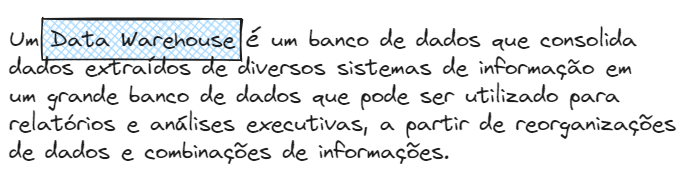 Um Data Warehouse é um banco de dados que consolida
dados extraídos de diversos sistemas de informação em
um grande banco de dados que pode ser utilizado para
relatórios e análises executivas, a partir de reorganizações
de dados e combinações de informações.